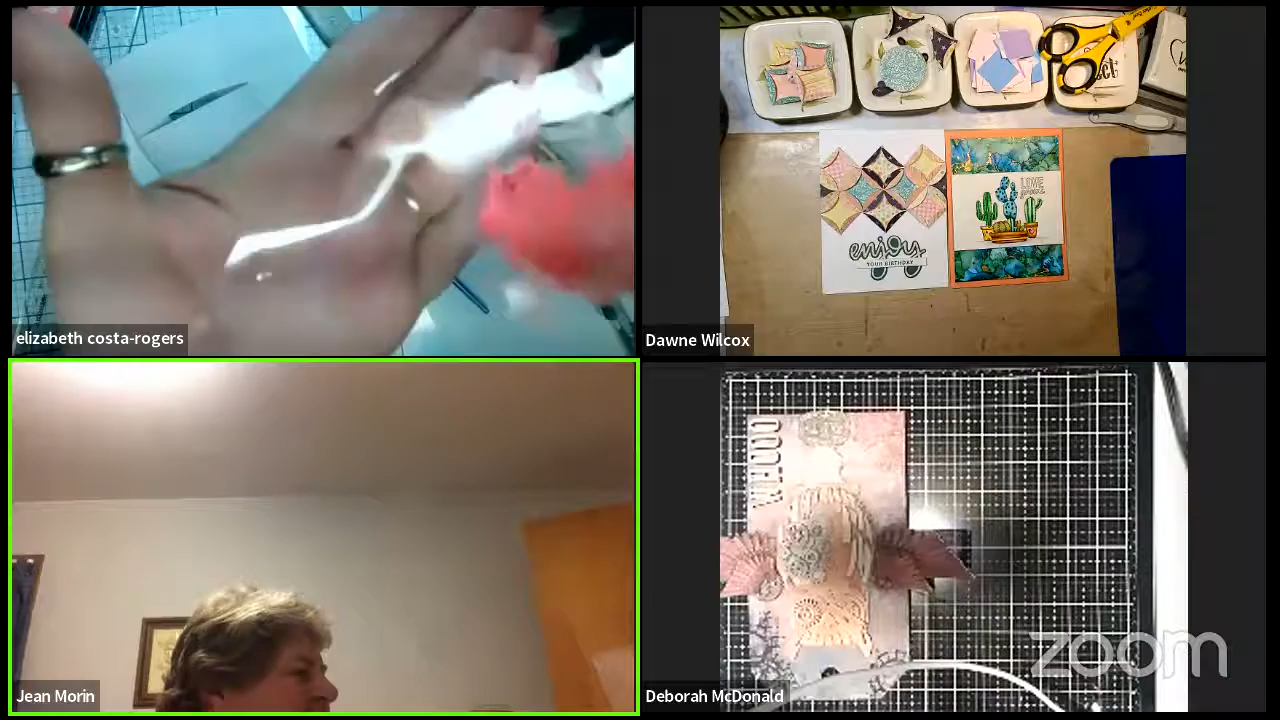 elizabeth costa-rogers
LOVE
enjoy
YOUR BIRTHDAY
Dawne Wilcox
Jean Morin
Deborah McDonald
zoom